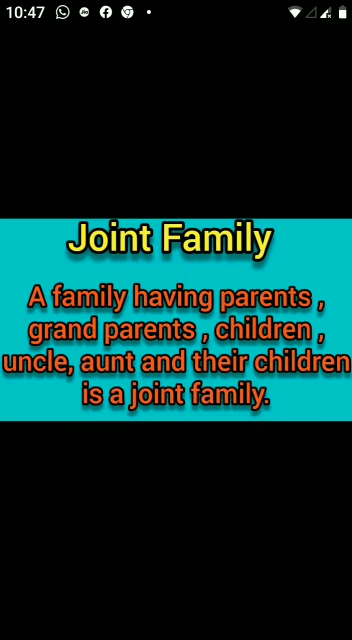 10:47
Joint Family
A family having parents ,
grand parents , children ,
uncle, aunt and their children
is a joint family.